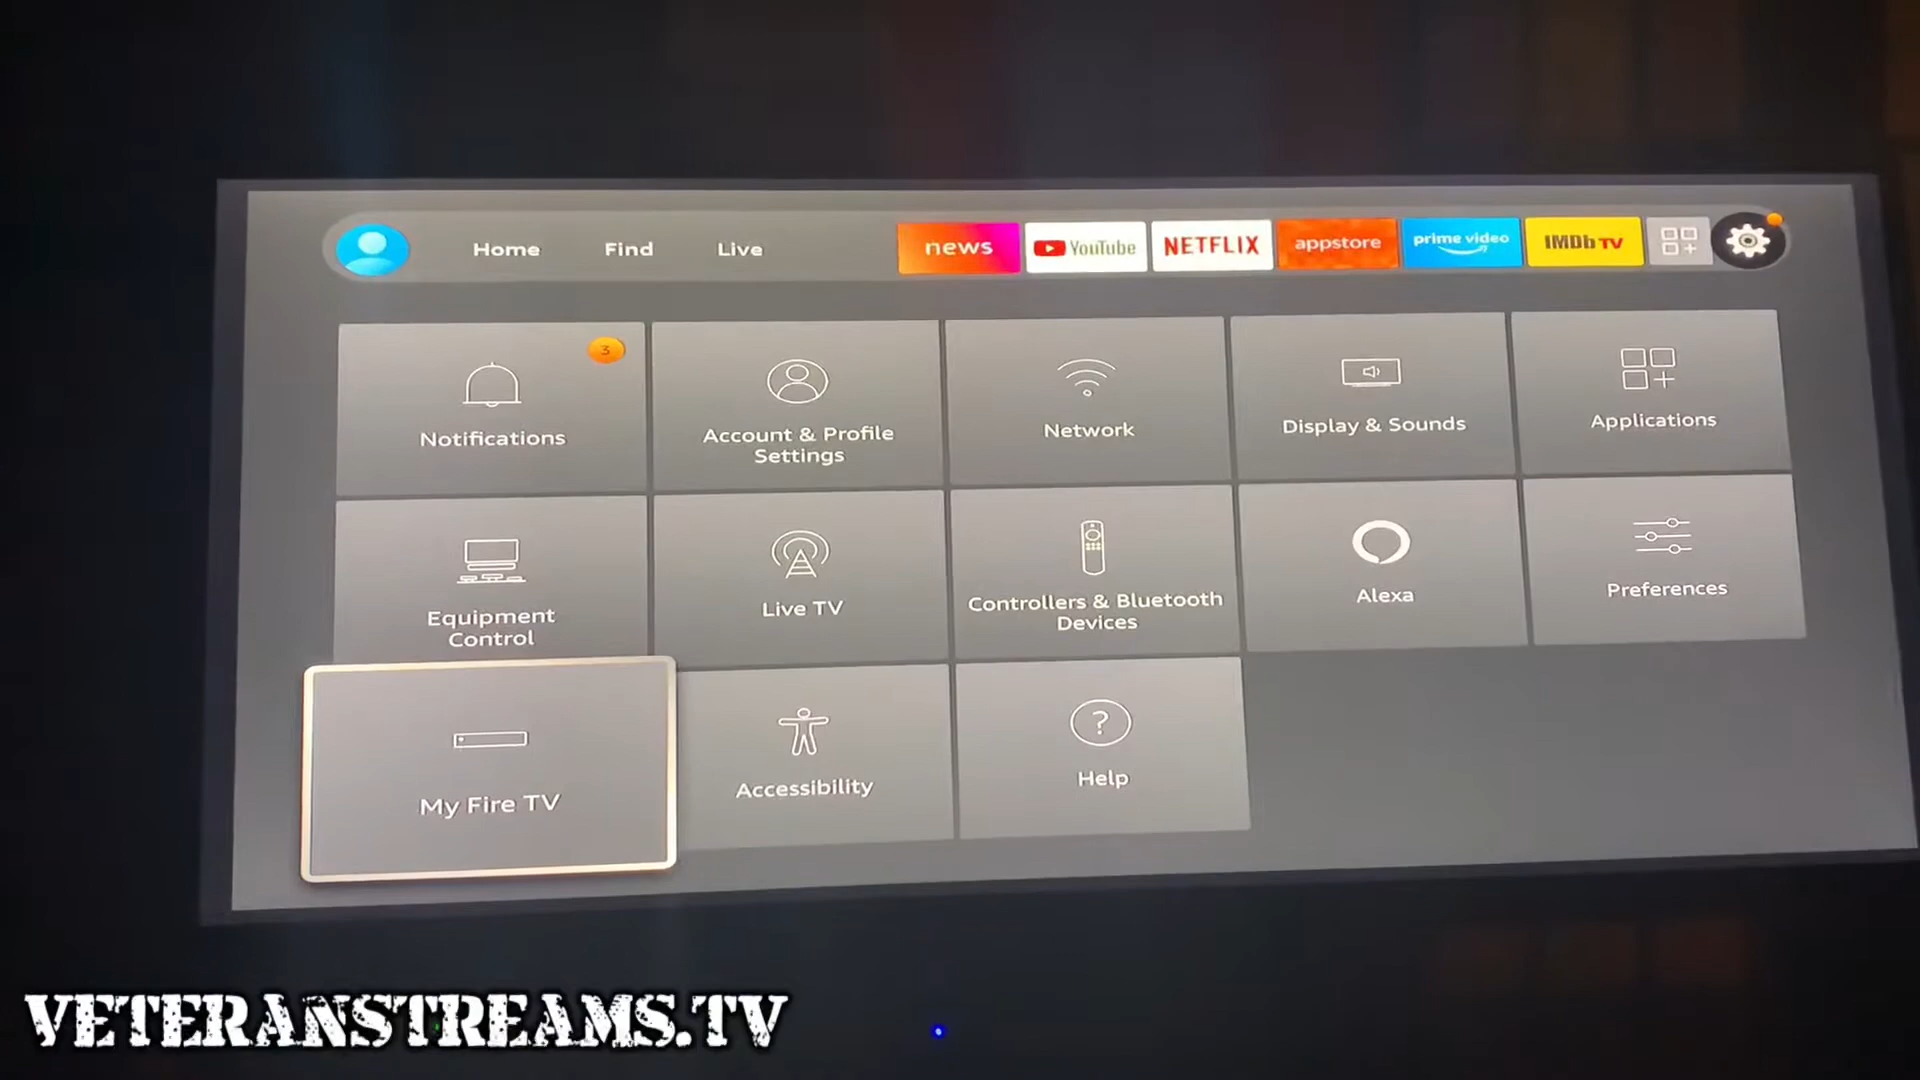 Home Find Live news YouTube NETFLIX appstore prime video IMDb TV
3
Notifications
Account & Profile
Settings
Network
Display & Sounds
Applications
Equipment
Control
Live TV
Controllers & Bluetooth
Devices
Alexa
Preferences
My Fire TV
Accessibility
?
Help
VETERANSTREAMS.TV